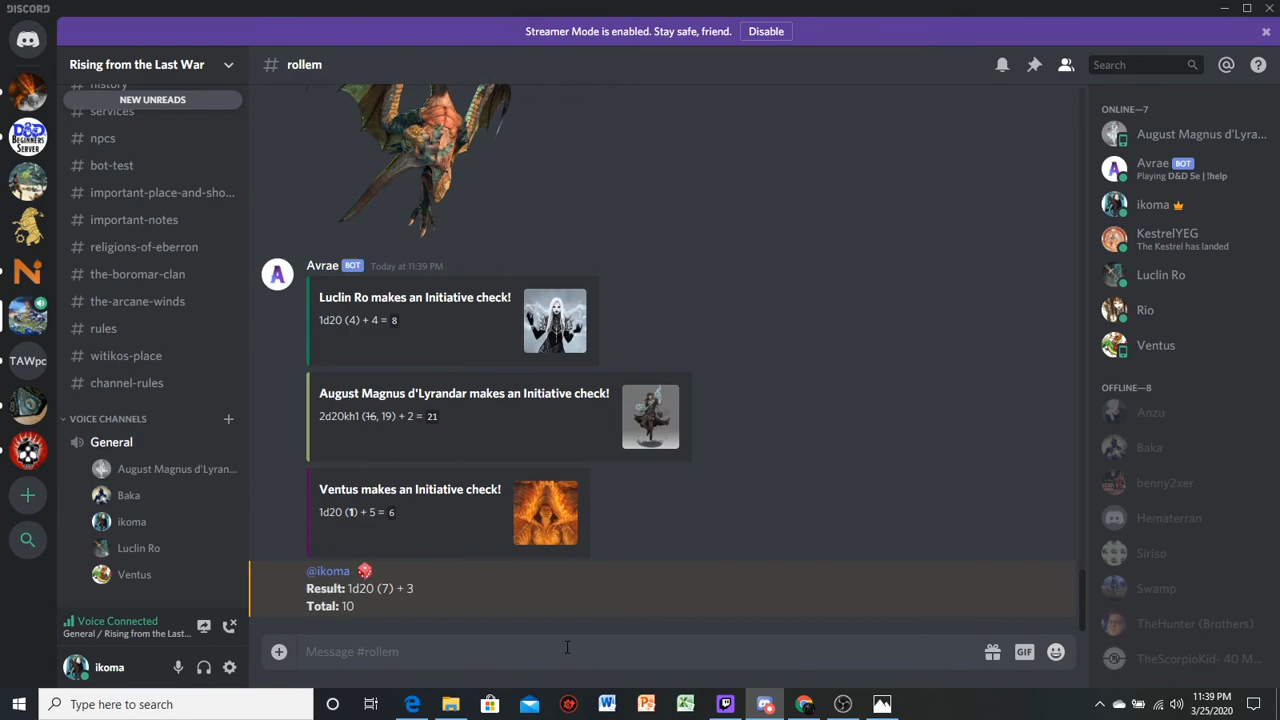 DISCORD
Streamer Mode is enabled. Stay safe, friend. Disable
Rising from the Last War
history
NEW UNREADS
services
npcs
bot-test
important-place-and-sho...
important-notes
religions-of-eberron
the-boromar-clan
the-arcane-winds
rules
witikos-place
channel-rules
VOICE CHANNELS
General
August Magnus d'Lyran...
Baka
ikoma
Luclin Ro
Ventus
Voice Connected
General / Rising from the Last...
ikoma
D&D
BEGINNERS
SERVER
N
TAWpc
# rollem
Search
Avrae BOT Today at 11:39 PM
Luclin Ro makes an Initiative check!
1d20 (4) + 4 = 8
August Magnus d'Lyrandar makes an Initiative check!
2d20kh1 (16, 19) + 2 = 21
Ventus makes an Initiative check!
1d20 (1) + 5 = 6
@ikoma
Result: 1d20 (7) + 3
Total: 10
Message #rollem
GIF
ONLINE—7
August Magnus d'Lyra...
Avrae BOT
Playing D&D 5e | !help
ikoma
KestrelYEG
The Kestrel has landed
Luclin Ro
Rio
Ventus
OFFLINE—8
Anzu
Baka
benny2xer
Hematerran
Siriso
Swamp
TheHunter (Brothers)
TheScorpioKid- 40 M...
Type here to search
11:39 PM
3/25/2020